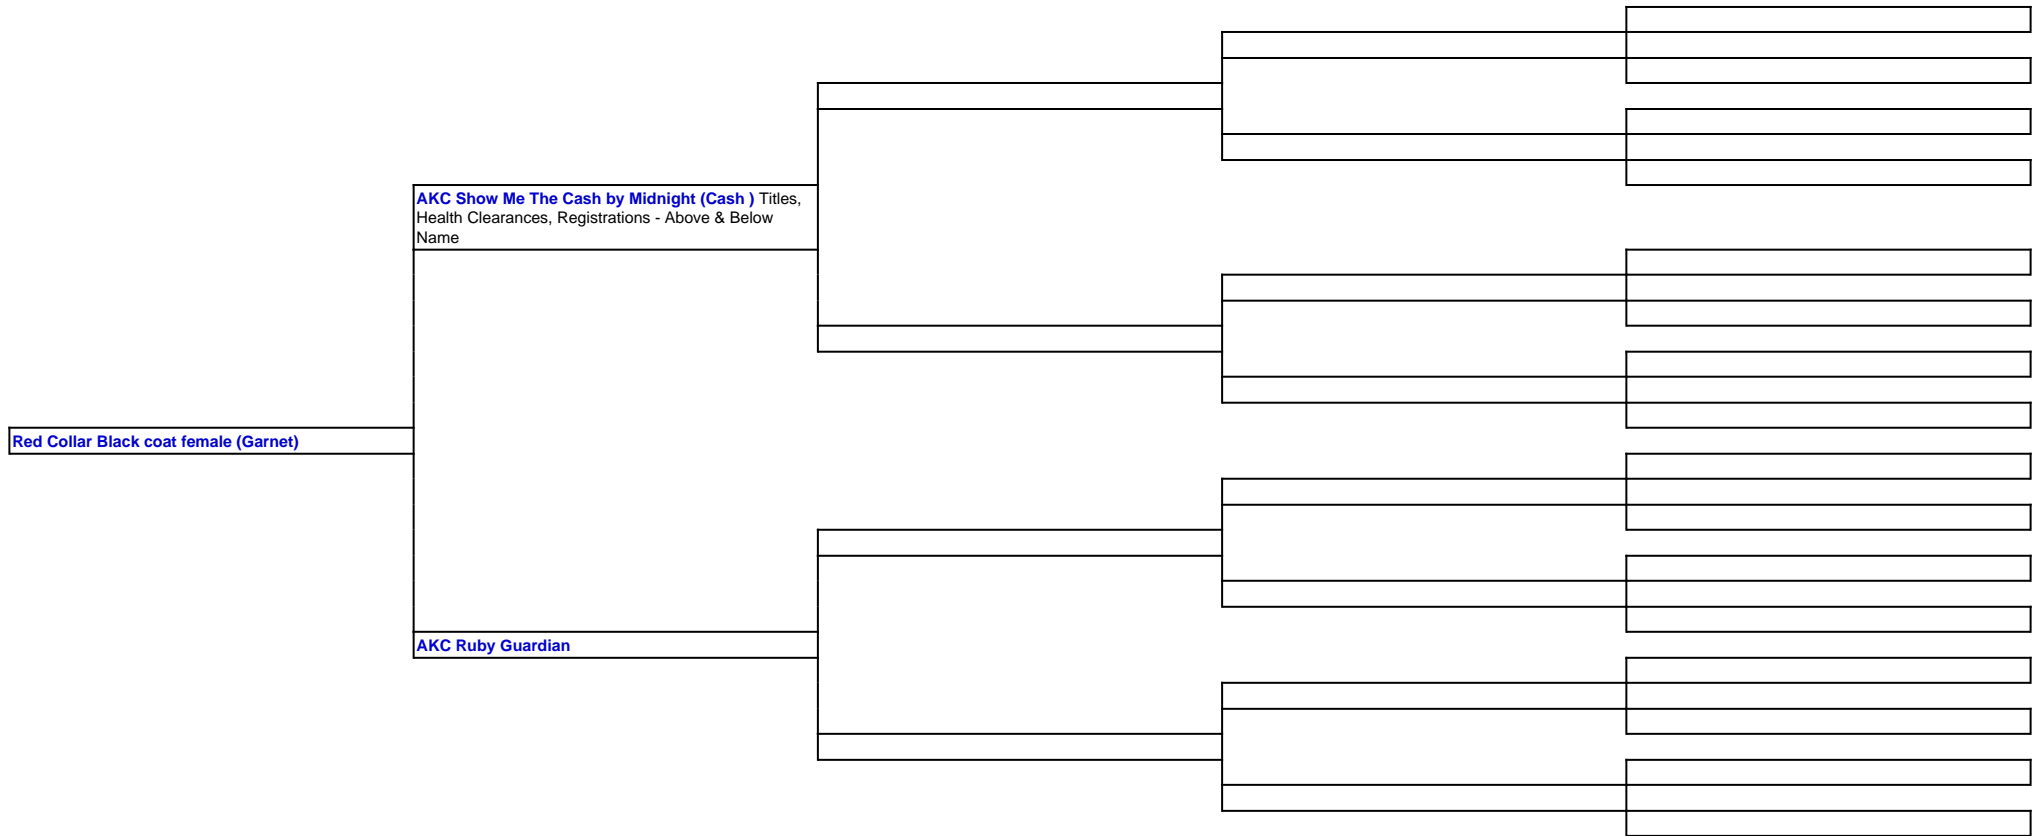 AKC Show Me The Cash by Midnight (Cash ) Titles,
Health Clearances, Registrations - Above & Below
Name
Red Collar Black coat female (Garnet)
AKC Ruby Guardian